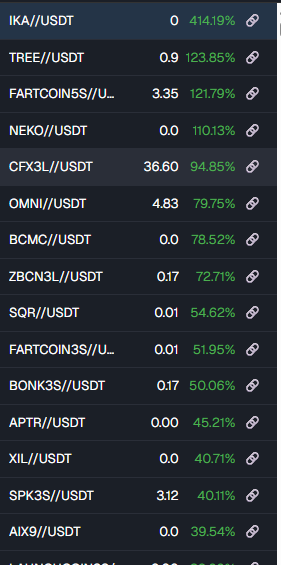 IKA//USDT 0 414.19%
TREE//USDT 0.9 123.85%
FARTCOIN5S//U... 3.35 121.79%
NEKO//USDT 0.0 110.13%
CFX3L//USDT 36.60 94.85%
OMNI//USDT 4.83 79.75%
BCMC//USDT 0.0 78.52%
ZBCN3L//USDT 0.17 72.71%
SQR//USDT 0.01 54.62%
FARTCOIN3S//U... 0.01 51.95%
BONK3S//USDT 0.17 50.06%
APTR//USDT 0.00 45.21%
XIL//USDT 0.0 40.71%
SPK3S//USDT 3.12 40.11%
AIX9//USDT 0.0 39.54%